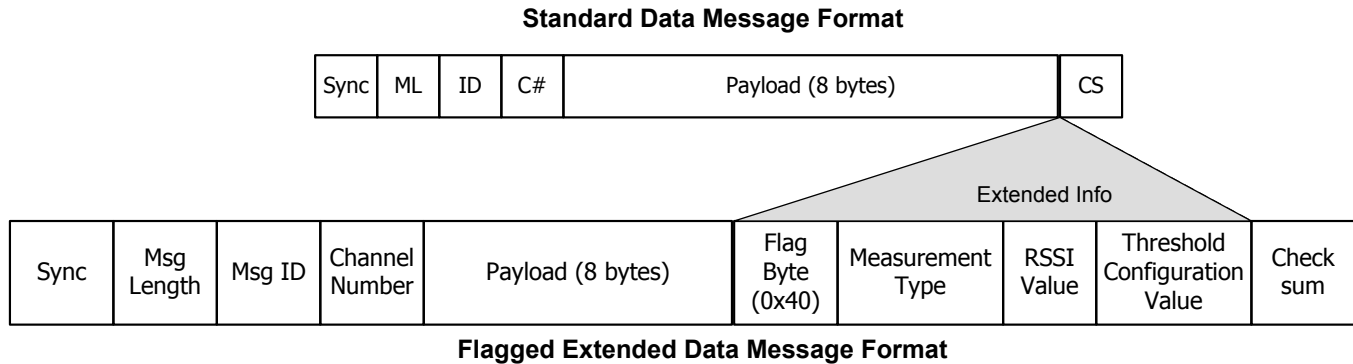 Standard Data Message Format
Sync ML ID C# Payload (8 bytes) CS
Extended Info
Sync
Msg
Length
Msg ID
Channel
Number
Payload (8 bytes)
Flag
Byte
(0x40)
Measurement
Type
RSSI
Value
Threshold
Configuration
Value
Check
sum
Flagged Extended Data Message Format